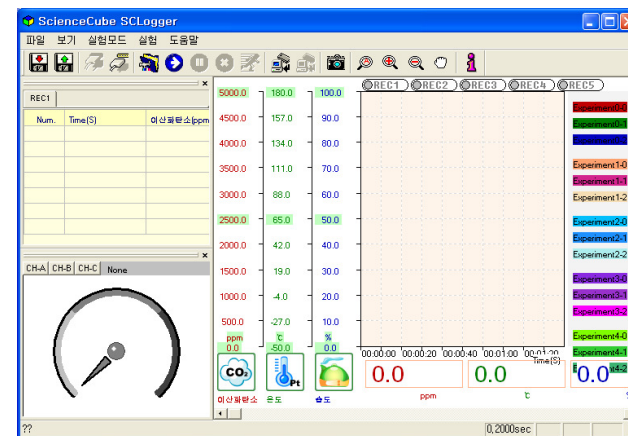 ScienceCube SCLogger
파일 보기 실험모드 실험 도움말
REC1
Num. Time(S) 이산화탄소(ppm
CH-A CH-B CH-C None
REC1 REC2 REC3 REC4 REC5
5000.0 180.0 100.0
4500.0 157.0 90.0
4000.0 134.0 80.0
3500.0 111.0 70.0
3000.0 88.0 60.0
2500.0 65.0 50.0
2000.0 42.0 40.0
1500.0 19.0 30.0
1000.0 -4.0 20.0
500.0 -27.0 10.0
ppm ℃ %
0.0 -50.0 0.0
00:00:00 00:00:20 00:00:40 00:01:00 00:01:20
Time(S)
Experiment0-0
Experiment0-1
Experiment1-0
Experiment1-1
Experiment1-2
Experiment2-0
Experiment2-1
Experiment2-2
Experiment3-0
Experiment3-1
Experiment3-2
Experiment4-0
Experiment4-1
CO₂ Pt
이산화탄소 온도 습도
0.0 0.0 0.0
ppm ℃
??
0,2000sec